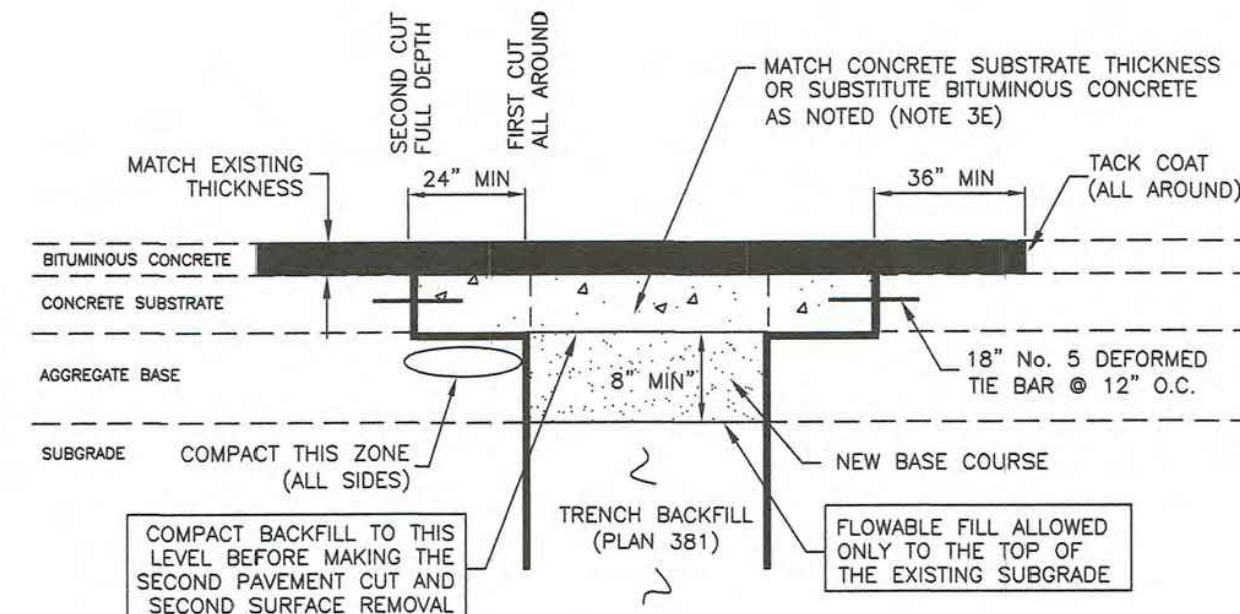 SECOND CUT
FULL DEPTH
FIRST CUT
ALL AROUND
MATCH CONCRETE SUBSTRATE THICKNESS
OR SUBSTITUTE BITUMINOUS CONCRETE
AS NOTED (NOTE 3E)
MATCH EXISTING
THICKNESS
24" MIN
36" MIN
TACK COAT
(ALL AROUND)
BITUMINOUS CONCRETE
CONCRETE SUBSTRATE
AGGREGATE BASE
8" MIN"
18" No. 5 DEFORMED
TIE BAR @ 12" O.C.
SUBGRADE
COMPACT THIS ZONE
(ALL SIDES)
NEW BASE COURSE
COMPACT BACKFILL TO THIS
LEVEL BEFORE MAKING THE
SECOND PAVEMENT CUT AND
SECOND SURFACE REMOVAL
TRENCH BACKFILL
(PLAN 381)
FLOWABLE FILL ALLOWED
ONLY TO THE TOP OF
THE EXISTING SUBGRADE